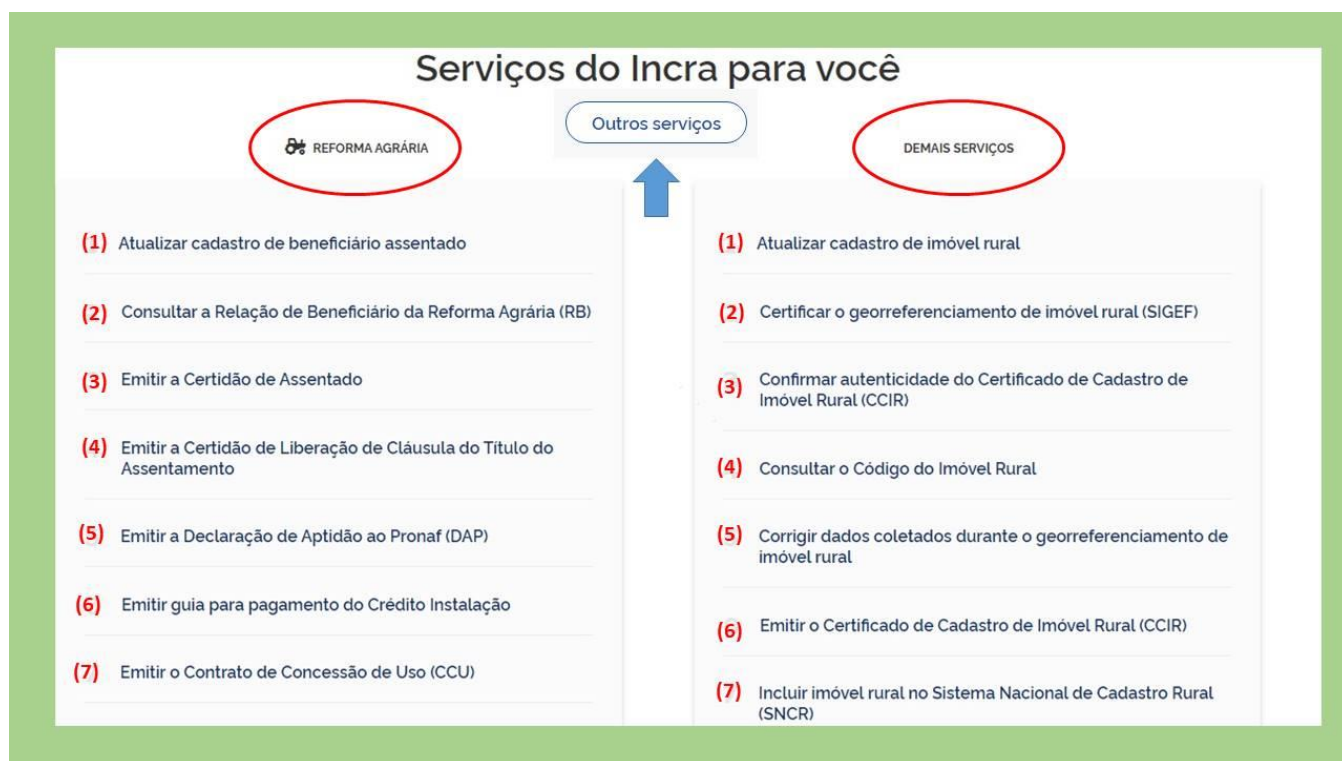 Serviços do Incra para você
Outros serviços
REFORMA AGRÁRIA
(1) Atualizar cadastro de beneficiário assentado
(2) Consultar a Relação de Beneficiário da Reforma Agrária (RB)
(3) Emitir a Certidão de Assentado
(4) Emitir a Certidão de Liberação de Cláusula do Título do
Assentamento
(5) Emitir a Declaração de Aptidão ao Pronaf (DAP)
(6) Emitir guia para pagamento do Crédito Instalação
(7) Emitir o Contrato de Concessão de Uso (CCU)
DEMAIS SERVIÇOS
(1) Atualizar cadastro de imóvel rural
(2) Certificar o georreferenciamento de imóvel rural (SIGEF)
(3) Confirmar autenticidade do Certificado de Cadastro de
Imóvel Rural (CCIR)
(4) Consultar o Código do Imóvel Rural
(5) Corrigir dados coletados durante o georreferenciamento de
imóvel rural
(6) Emitir o Certificado de Cadastro de Imóvel Rural (CCIR)
(7) Incluir imóvel rural no Sistema Nacional de Cadastro Rural
(SNCR)